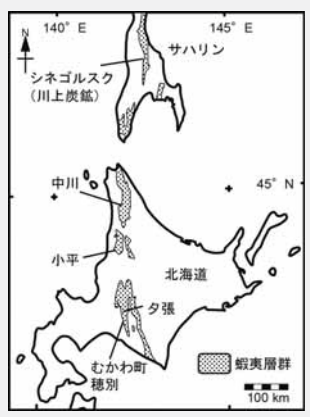 140° E
145° E
N
サハリン
シネゴルスク
(川上炭鉱)
中川
45° N
小平
北海道
夕張
むかわ町
穂別
蝦夷層群
100 km